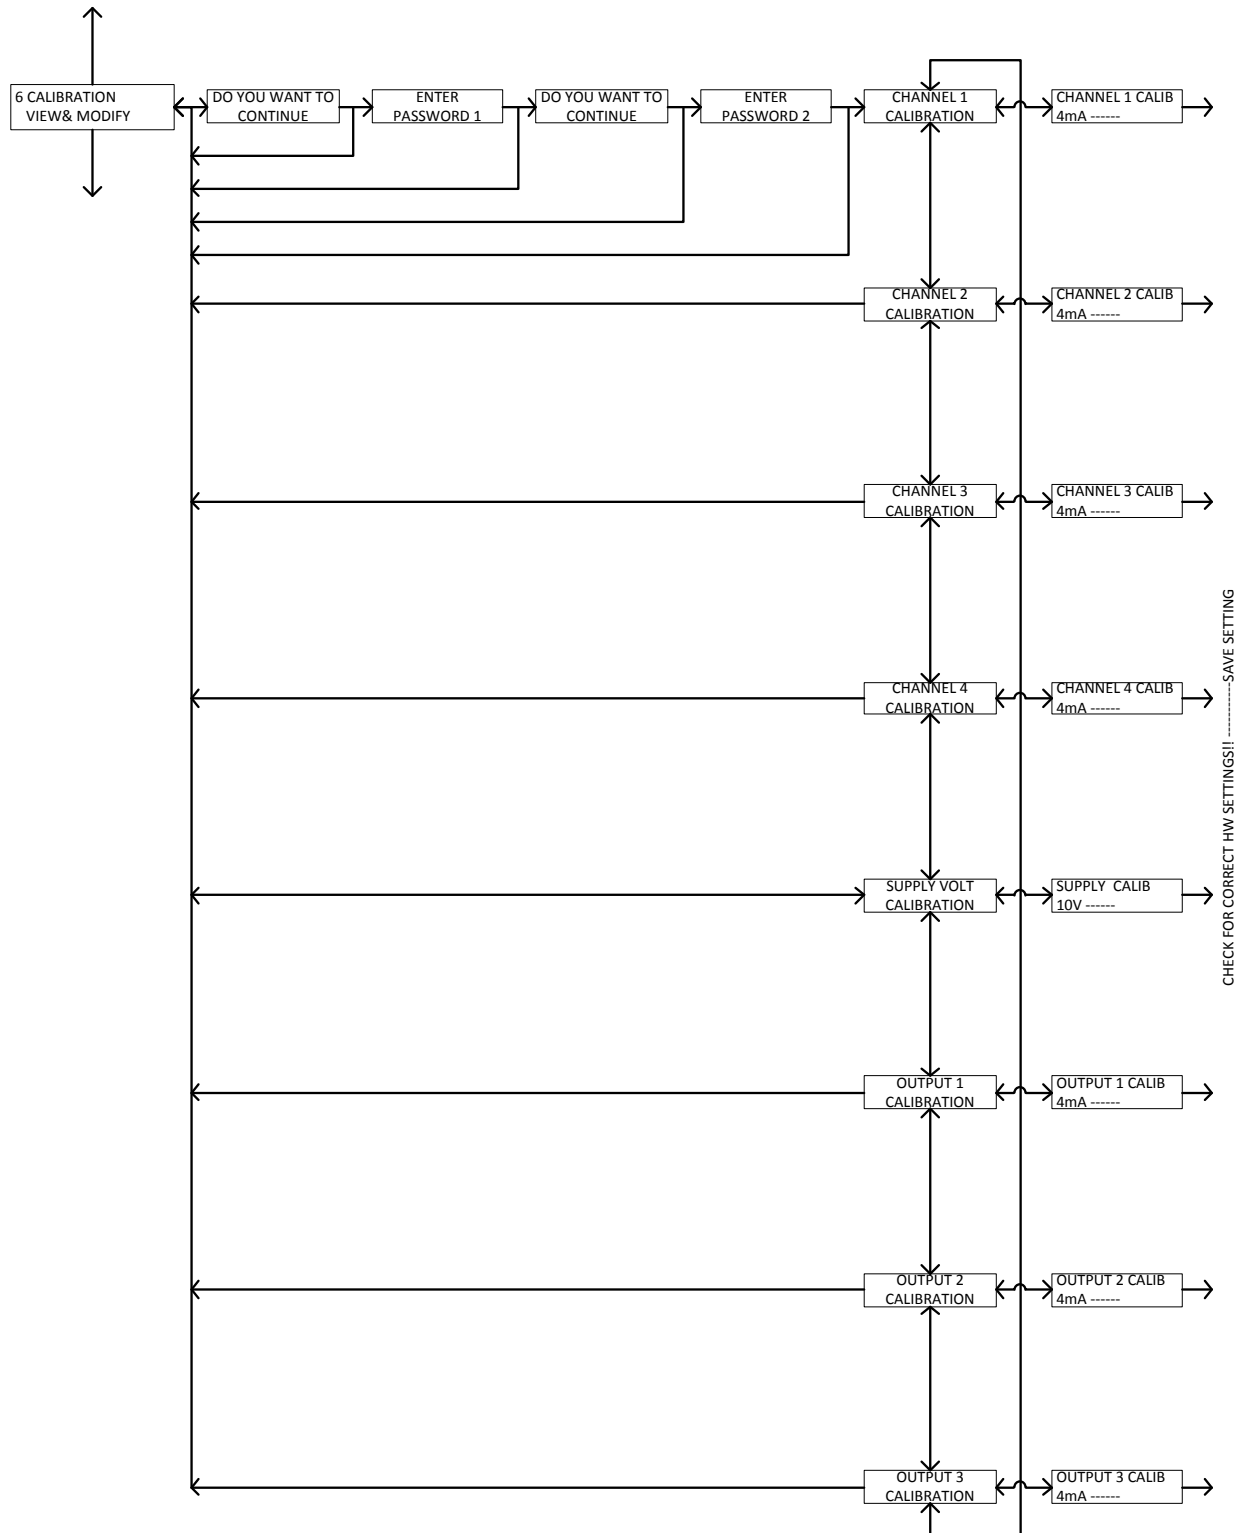 6 CALIBRATION
VIEW& MODIFY
DO YOU WANT TO
CONTINUE
ENTER
PASSWORD 1
DO YOU WANT TO
CONTINUE
ENTER
PASSWORD 2
CHANNEL 1
CALIBRATION
CHANNEL 1 CALIB
4mA ------
CHANNEL 2
CALIBRATION
CHANNEL 2 CALIB
4mA ------
CHANNEL 3
CALIBRATION
CHANNEL 3 CALIB
4mA ------
CHANNEL 4
CALIBRATION
CHANNEL 4 CALIB
4mA ------
SUPPLY VOLT
CALIBRATION
SUPPLY  CALIB
10V ------
OUTPUT 1
CALIBRATION
OUTPUT 1 CALIB
4mA ------
OUTPUT 2
CALIBRATION
OUTPUT 2 CALIB
4mA ------
OUTPUT 3
CALIBRATION
OUTPUT 3 CALIB
4mA ------
CHECK FOR CORRECT HW SETTINGS!! ------------SAVE SETTING